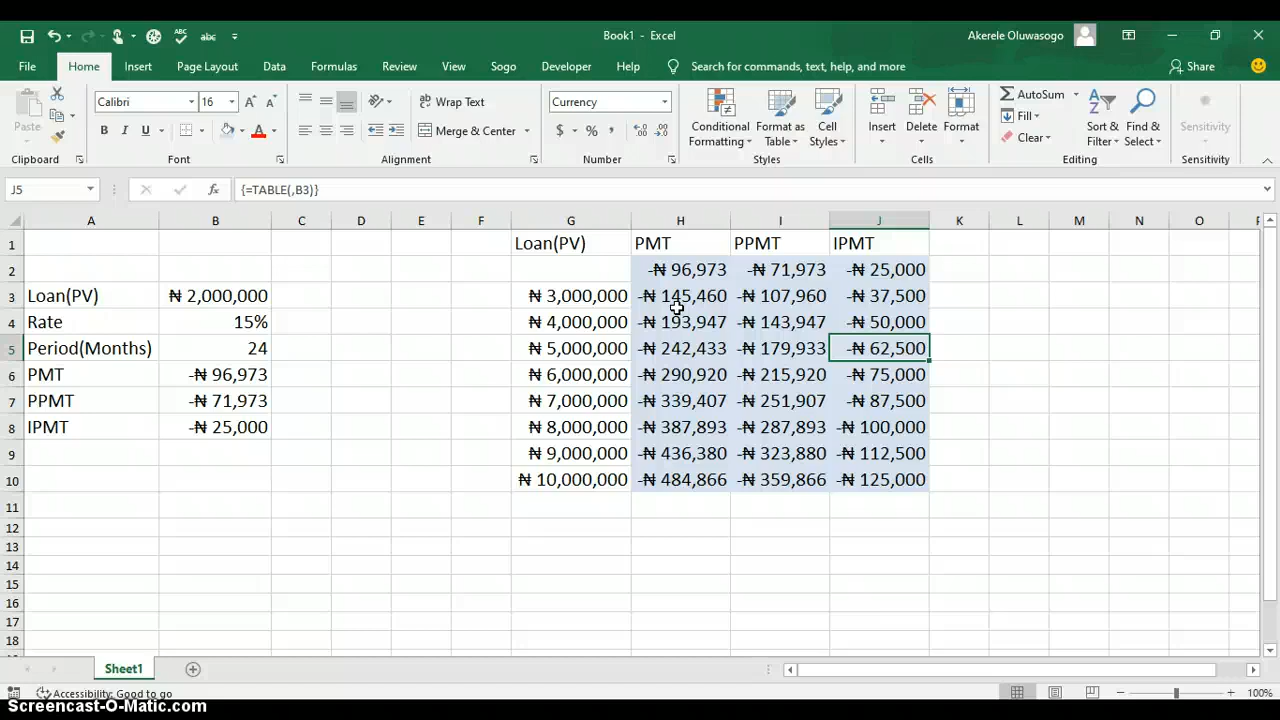 Book1 - Excel
Akerele Oluwasogo
File Home Insert Page Layout Data Formulas Review View Sogo Developer Help Search for commands, text, help, and more Share
Paste
Calibri 16
B I U A
Wrap Text
Merge & Center
Currency
$ % ,
Conditional Formatting
Format as Table
Cell Styles
Insert Delete Format
AutoSum
Fill
Clear
Sort & Filter
Find & Select
Sensitivity
Clipboard Font Alignment Number Styles Cells Editing Sensitivity
J5 fx {=TABLE(,B3)}
A B C D E F G H I J K L M N O
1 Loan(PV) PMT PPMT IPMT
2 -₦ 96,973 -₦ 71,973 -₦ 25,000
3 Loan(PV) ₦ 2,000,000 ₦ 3,000,000 -₦ 145,460 -₦ 107,960 -₦ 37,500
4 Rate 15% ₦ 4,000,000 -₦ 193,947 -₦ 143,947 -₦ 50,000
5 Period(Months) 24 ₦ 5,000,000 -₦ 242,433 -₦ 179,933 -₦ 62,500
6 PMT -₦ 96,973 ₦ 6,000,000 -₦ 290,920 -₦ 215,920 -₦ 75,000
7 PPMT -₦ 71,973 ₦ 7,000,000 -₦ 339,407 -₦ 251,907 -₦ 87,500
8 IPMT -₦ 25,000 ₦ 8,000,000 -₦ 387,893 -₦ 287,893 -₦ 100,000
9 ₦ 9,000,000 -₦ 436,380 -₦ 323,880 -₦ 112,500
10 ₦ 10,000,000 -₦ 484,866 -₦ 359,866 -₦ 125,000
11
12
13
14
15
16
17
18
Sheet1
Accessibility: Good to go 100%
Screencast-O-Matic.com